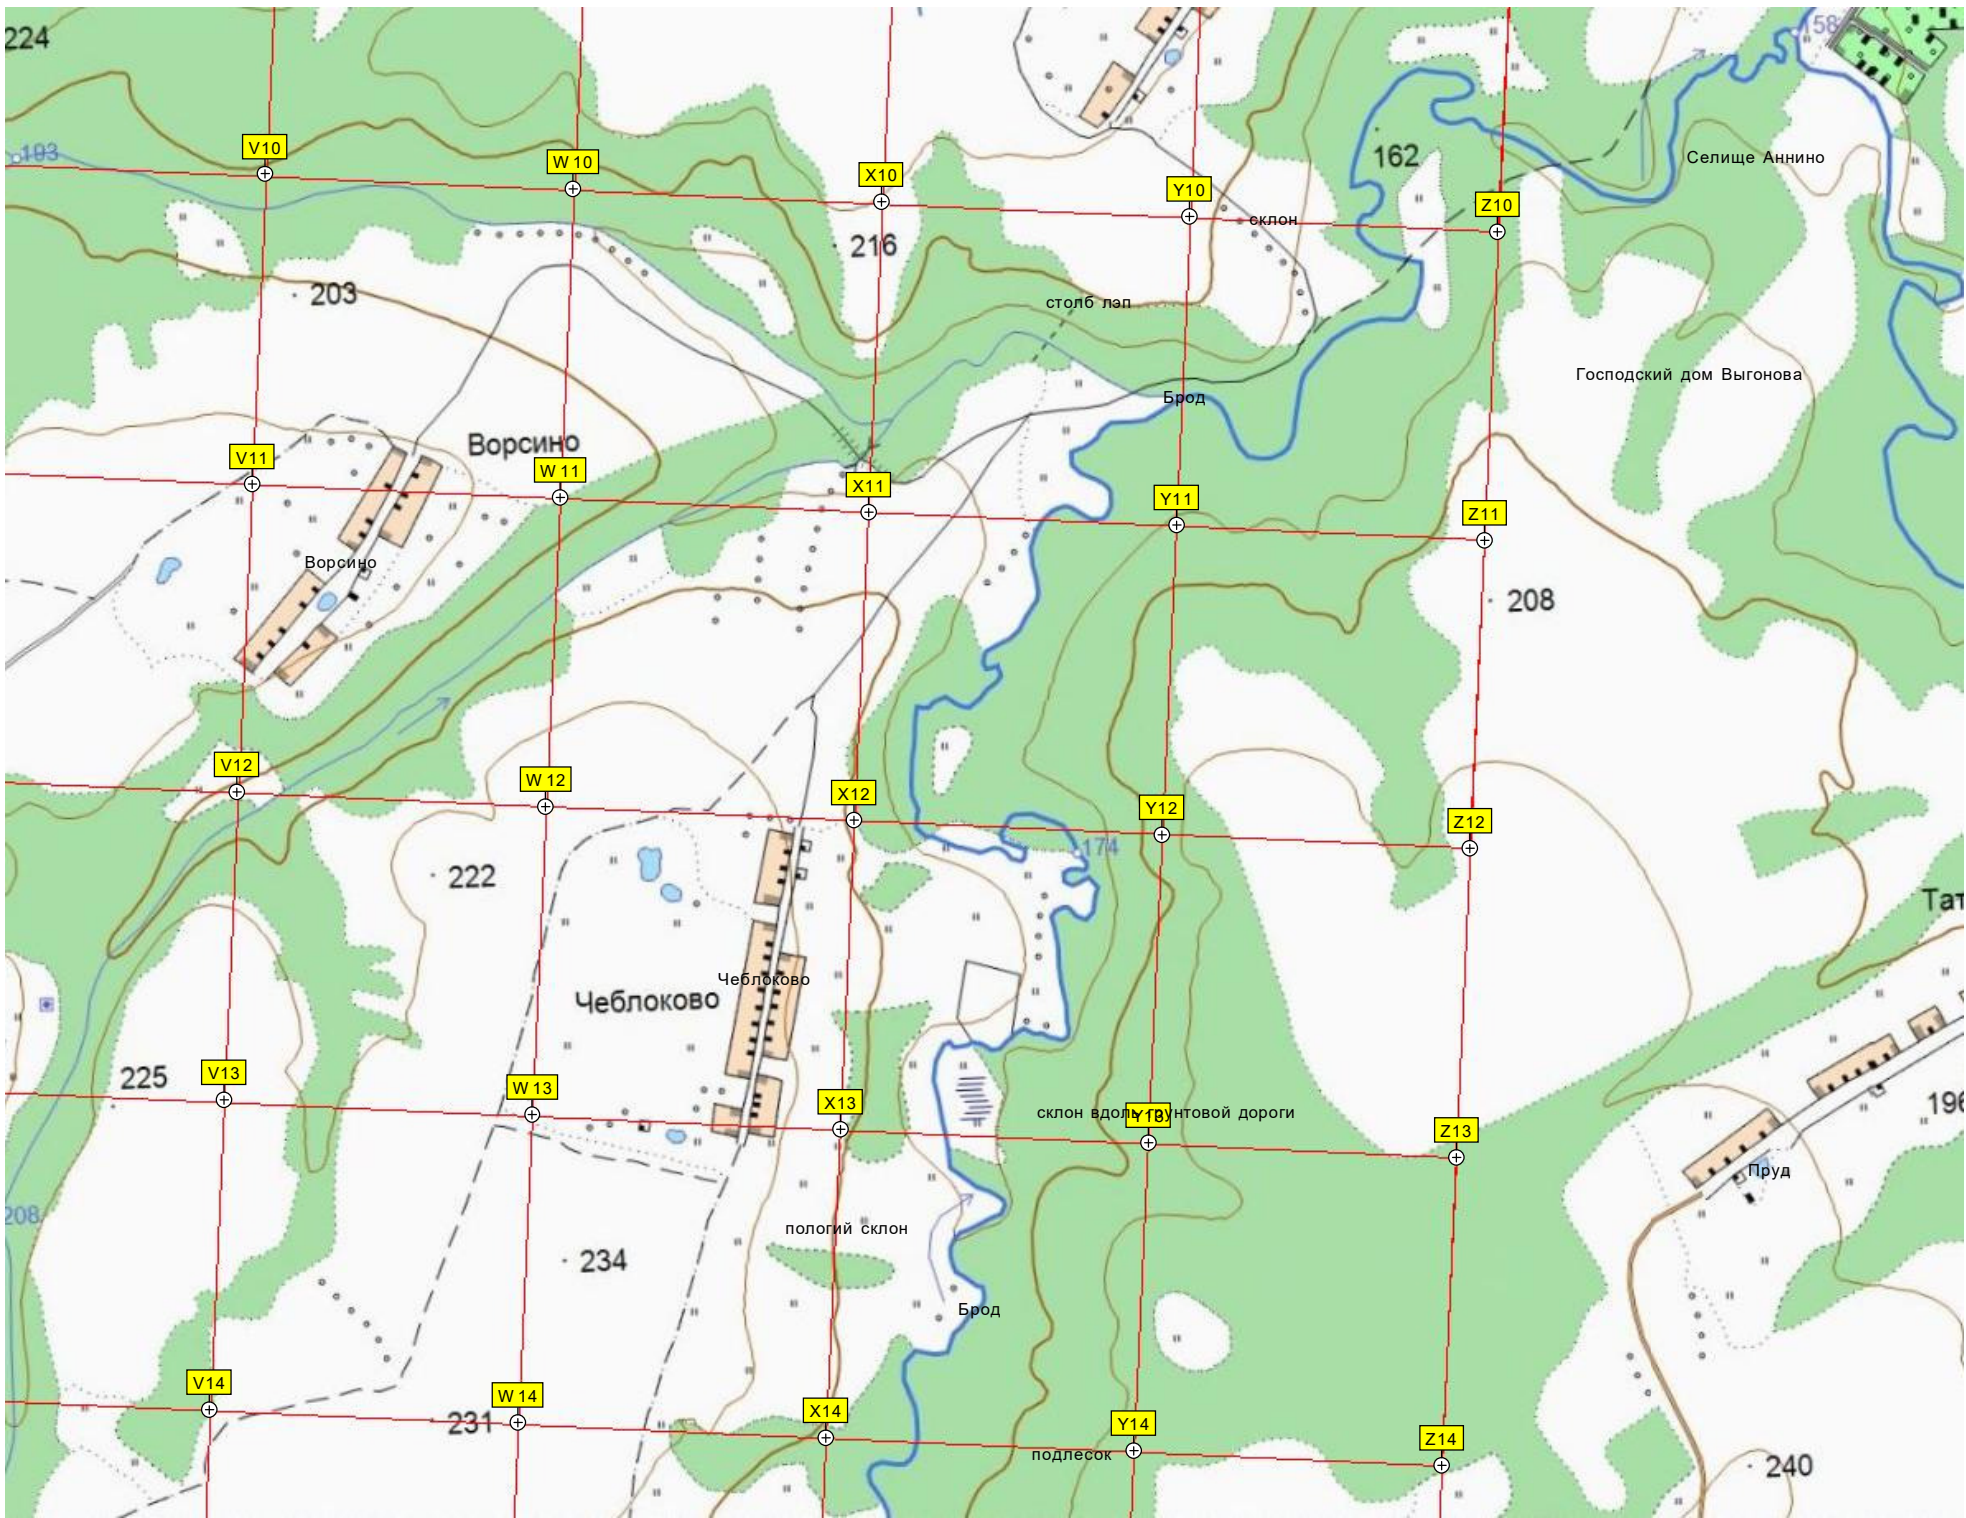 224
158
193
V10
W 10
162
Селище Аннино
X10
Y10
Z10
склон
216
203
столб лэп
Господский дом Выгонова
Брод
Ворсино
V11
W 11
X11
Y11
Z11
Ворсино
208
V12
W 12
X12
Y12
Z12
174
222
Тат
Чеблоково
Чеблоково
225
V13
W 13
X13
склон вдоль грунтовой дороги
Y13
Z13
196
Пруд
208
пологий склон
234
Брод
V14
W 14
X14
Y14
Z14
231
подлесок
240